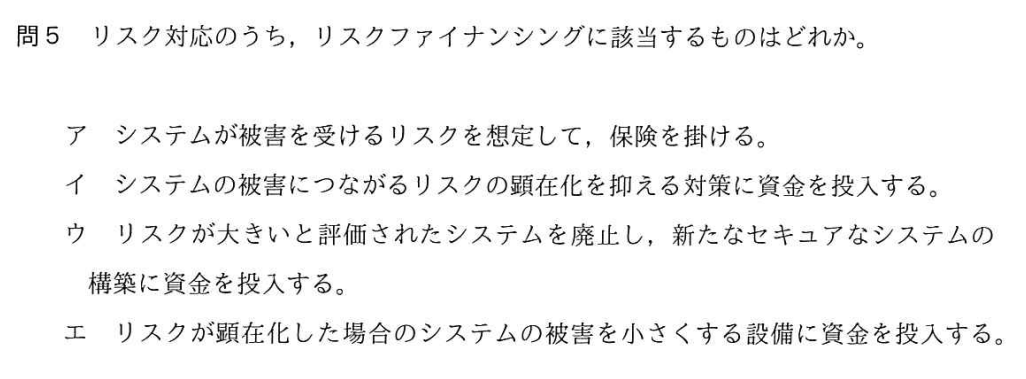 問5　リスク対応のうち，リスクファイナンシングに該当するものはどれか。
ア　システムが被害を受けるリスクを想定して，保険を掛ける。
イ　システムの被害につながるリスクの顕在化を抑える対策に資金を投入する。
ウ　リスクが大きいと評価されたシステムを廃止し，新たなセキュアなシステムの
構築に資金を投入する。
エ　リスクが顕在化した場合のシステムの被害を小さくする設備に資金を投入する。